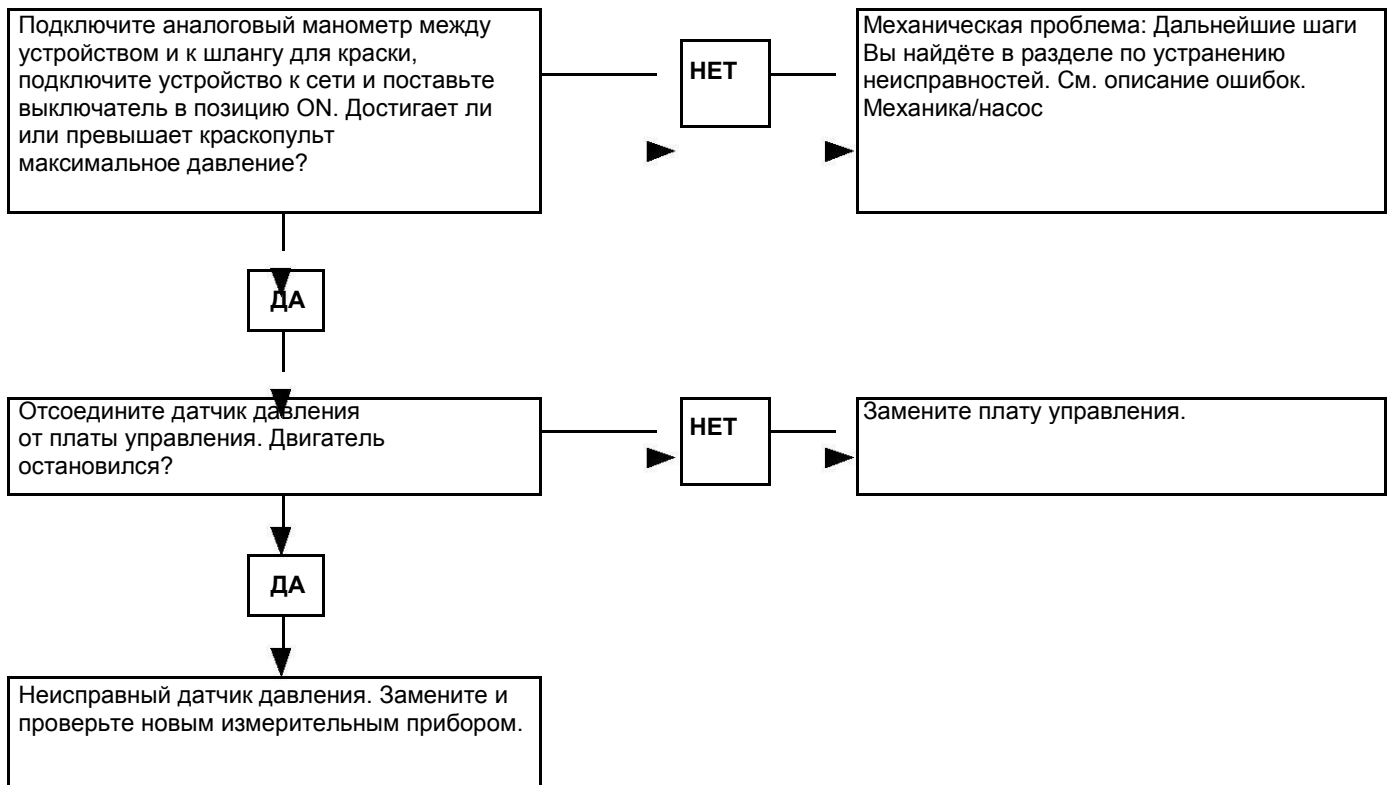 Подключите аналоговый манометр между
устройством и к шлангу для краски,
подключите устройство к сети и поставьте
выключатель в позицию ON. Достигает ли
или превышает краскопульт
максимальное давление?
НЕТ
Механическая проблема: Дальнейшие шаги
Вы найдёте в разделе по устранению
неисправностей. См. описание ошибок.
Механика/насос
ДА
Отсоедините датчик давления
от платы управления. Двигатель
остановился?
НЕТ
Замените плату управления.
ДА
Неисправный датчик давления. Замените и
проверьте новым измерительным прибором.